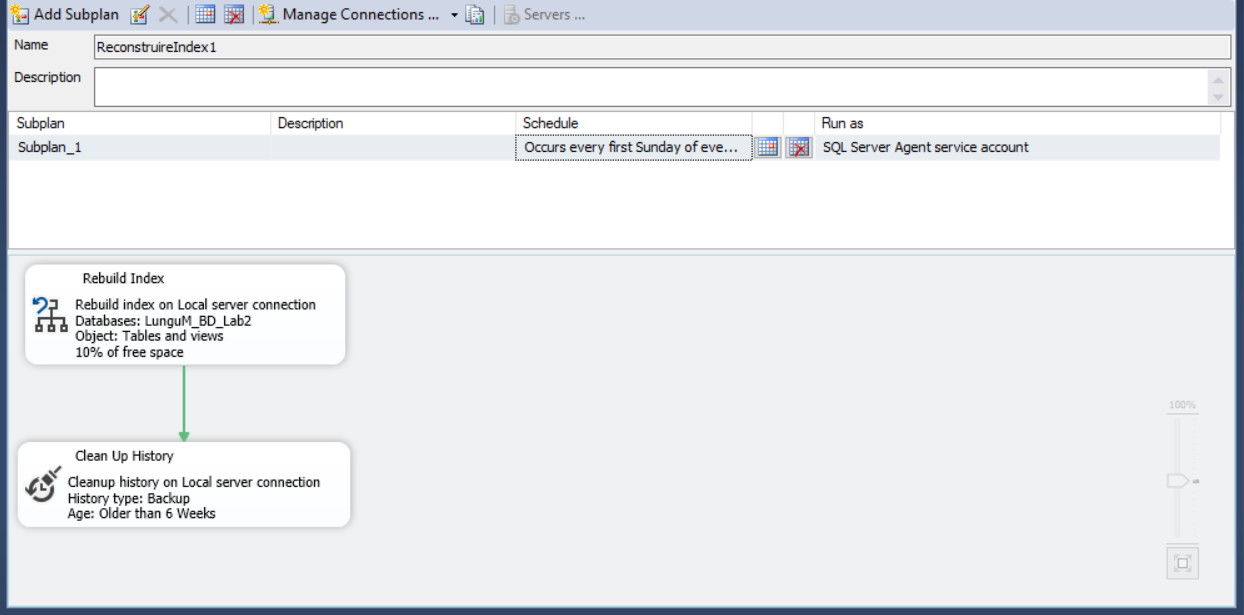 Add Subplan Manage Connections ... Servers ...
Name ReconstruireIndex1
Description
Subplan Description Schedule Run as
Subplan_1 Occurs every first Sunday of eve... SQL Server Agent service account
Rebuild Index
Rebuild index on Local server connection
Databases: LunguM_BD_Lab2
Object: Tables and views
10% of free space
100%
Clean Up History
Cleanup history on Local server connection
History type: Backup
Age: Older than 6 Weeks